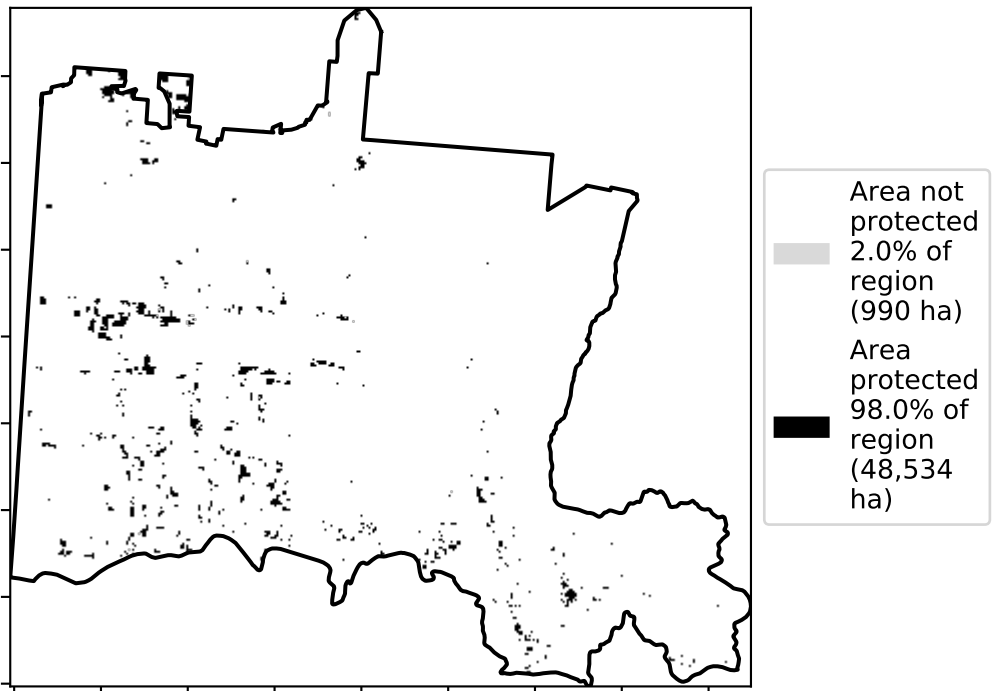 Area not
protected
2.0% of
region
(990 ha)
Area
protected
98.0% of
region
(48,534
ha)